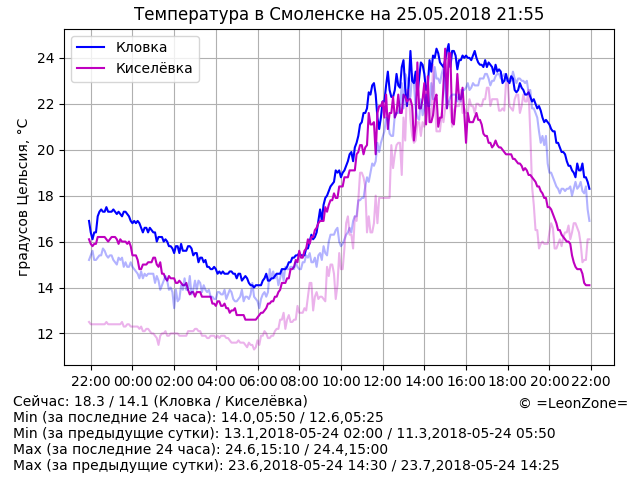 Температура в Смоленске на 25.05.2018 21:55
Кловка
Киселёвка
градусов Цельсия, °C
24
22
20
18
16
14
12
22:00 00:00 02:00 04:00 06:00 08:00 10:00 12:00 14:00 16:00 18:00 20:00 22:00
Сейчас: 18.3 / 14.1 (Кловка / Киселёвка)
© =LeonZone=
Min (за последние 24 часа): 14.0,05:50 / 12.6,05:25
Min (за предыдущие сутки): 13.1,2018-05-24 02:00 / 11.3,2018-05-24 05:50
Max (за последние 24 часа): 24.6,15:10 / 24.4,15:00
Max (за предыдущие сутки): 23.6,2018-05-24 14:30 / 23.7,2018-05-24 14:25